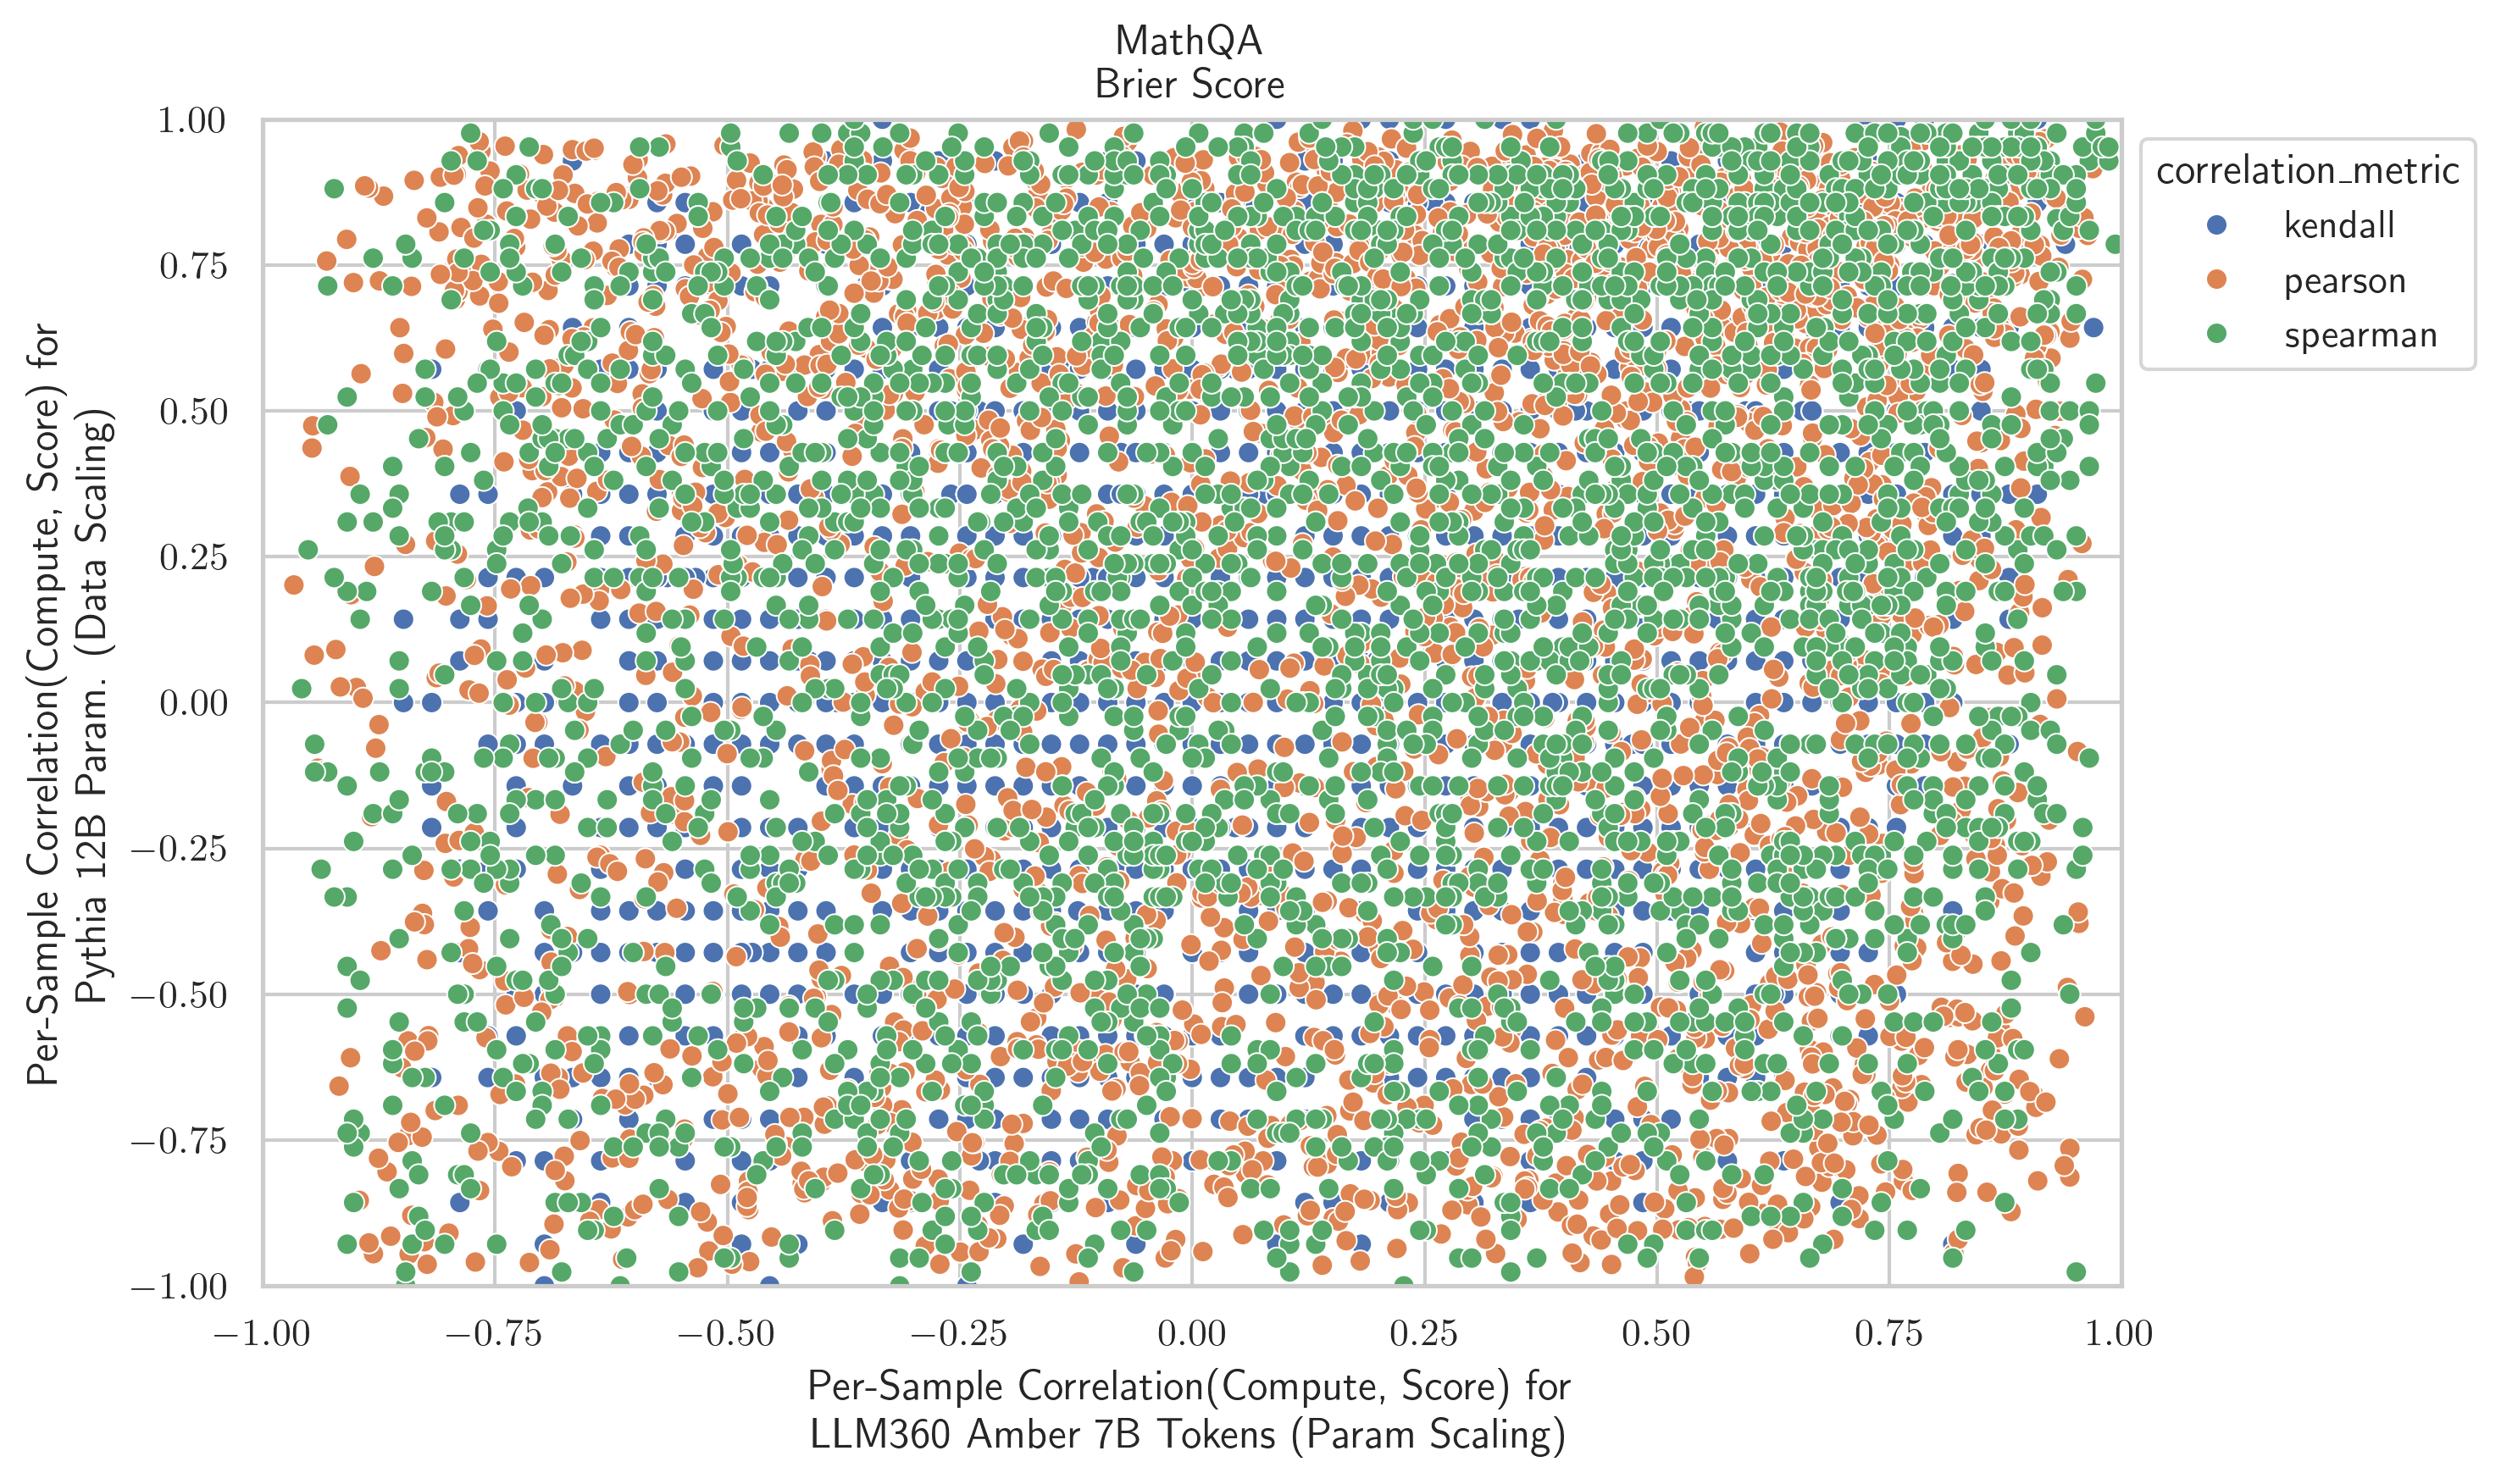 MathQA
Brier Score
Per-Sample Correlation(Compute, Score) for
Pythia 12B Param. (Data Scaling)
1.00
0.75
0.50
0.25
0.00
−0.25
−0.50
−0.75
−1.00
−1.00 −0.75 −0.50 −0.25 0.00 0.25 0.50 0.75 1.00
Per-Sample Correlation(Compute, Score) for
LLM360 Amber 7B Tokens (Param Scaling)
correlation_metric
kendall
pearson
spearman